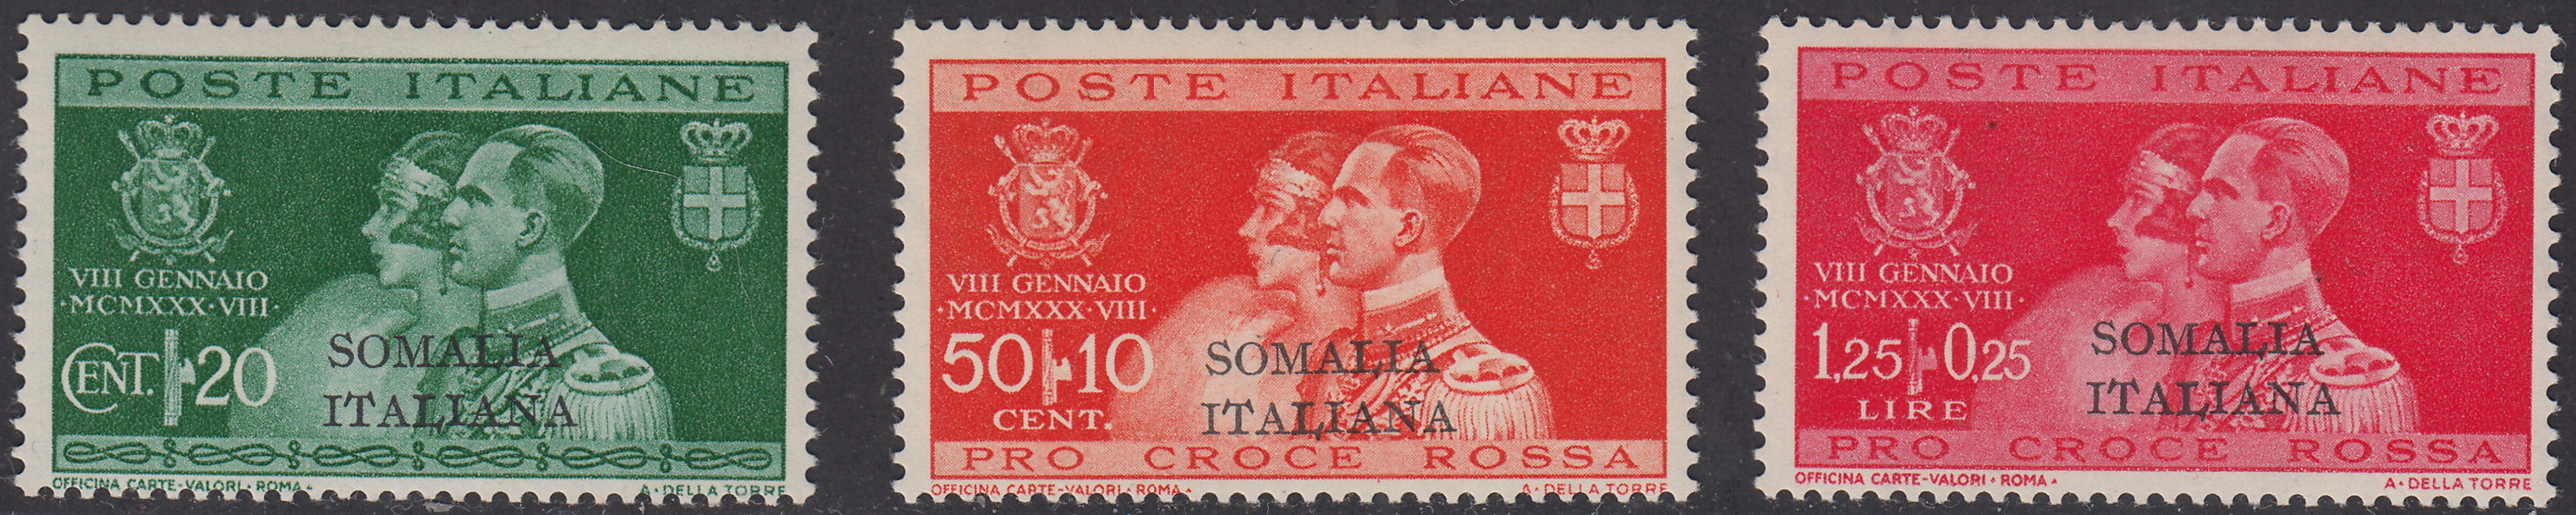 POSTE ITALIANE
VIII GENNAIO
·MCMXXX·VIII·
CENT. 20
SOMALIA
ITALIANA
OFFICINA CARTE-VALORI·ROMA·
A·DELLA TORRE
POSTE ITALIANE
VIII GENNAIO
·MCMXXX·VIII·
50 10
CENT.
SOMALIA
ITALIANA
PRO CROCE ROSSA
OFFICINA CARTE-VALORI·ROMA·
A·DELLA TORRE
POSTE ITALIANE
VIII GENNAIO
·MCMXXX·VIII·
1,25 0,25
LIRE
SOMALIA
ITALIANA
PRO CROCE ROSSA
OFFICINA CARTE-VALORI·ROMA·
A·DELLA TORRE